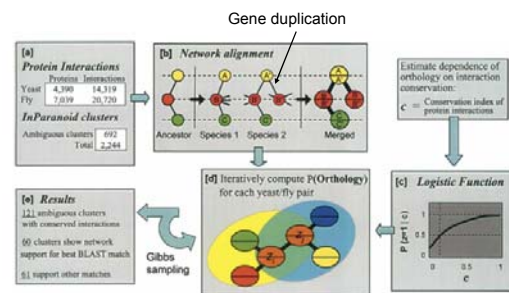 Gene duplication
[a]
Protein Interactions
Proteins Interactions
Yeast 4,390 14,319
Fly 7,039 20,720
InParanoid clusters
Ambiguous clusters 692
Total 2,244
[b] Network alignment
Ancestor Species 1 Species 2 Merged
Estimate dependence of
orthology on interaction
conservation:
c = Conservation index of
protein interactions
[c] Logistic Function
P (z=1 | c)
c
[d] Iteratively compute P(Orthology)
for each yeast/fly pair
Gibbs
sampling
[e] Results
121 ambiguous clusters
with conserved interactions
60 clusters show network
support for best BLAST match
61 support other matches